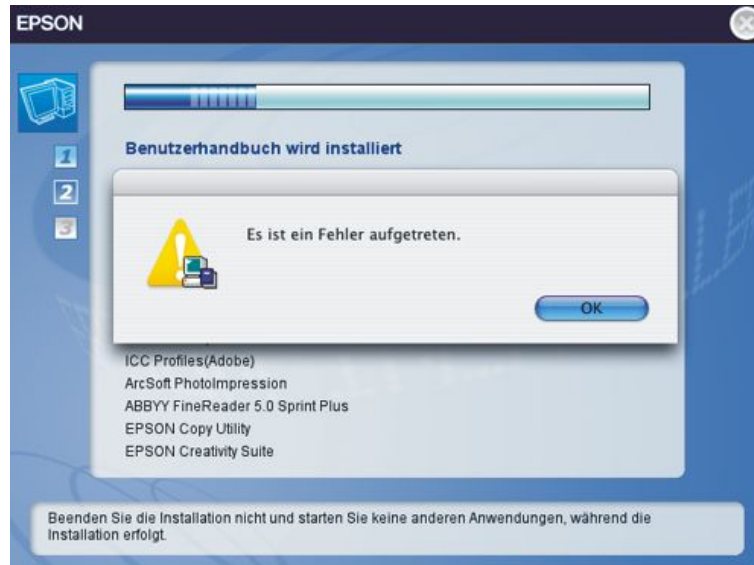 EPSON
1
Benutzerhandbuch wird installiert
2
Es ist ein Fehler aufgetreten.
3
OK
ICC Profiles(Adobe)
ArcSoft PhotoImpression
ABBYY FineReader 5.0 Sprint Plus
EPSON Copy Utility
EPSON Creativity Suite
Beenden Sie die Installation nicht und starten Sie keine anderen Anwendungen, während die
Installation erfolgt.